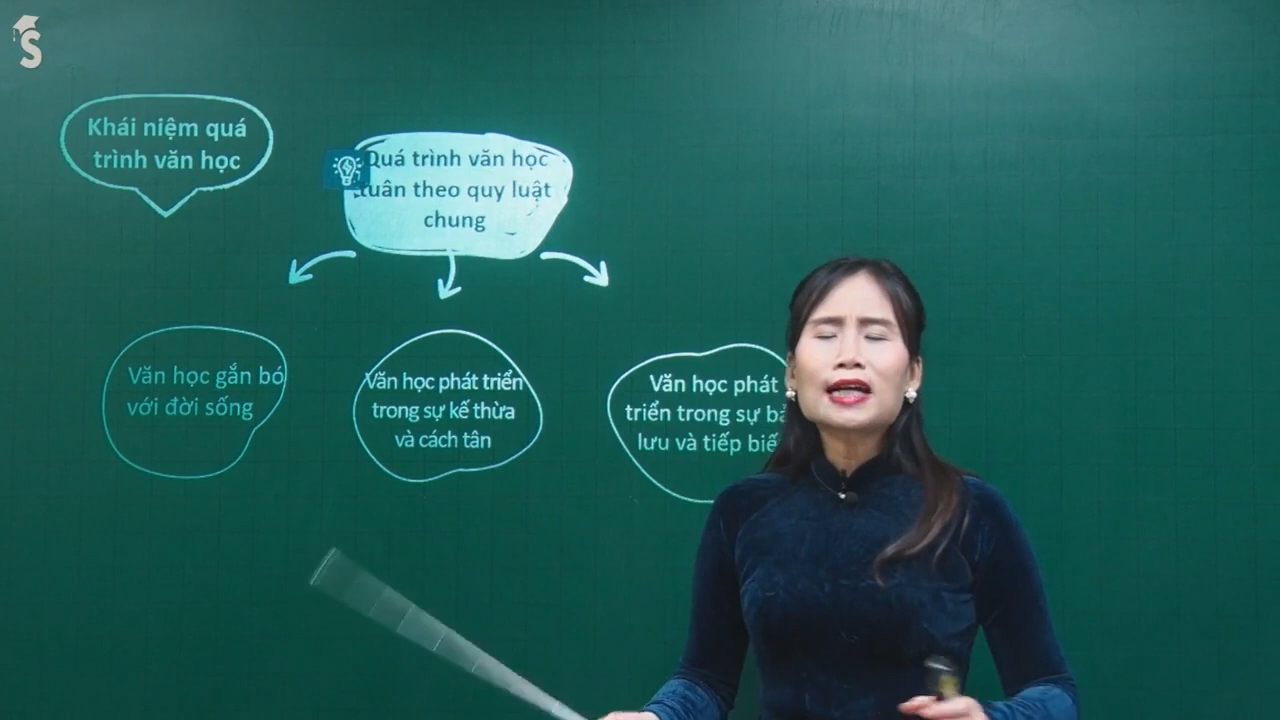 S
Khái niệm quá
trình văn học
Quá trình văn học
tuân theo quy luật
chung
Văn học gắn bó
với đời sống
Văn học phát triển
trong sự kế thừa
và cách tân
Văn học phát
triển trong sự
lưu và tiếp